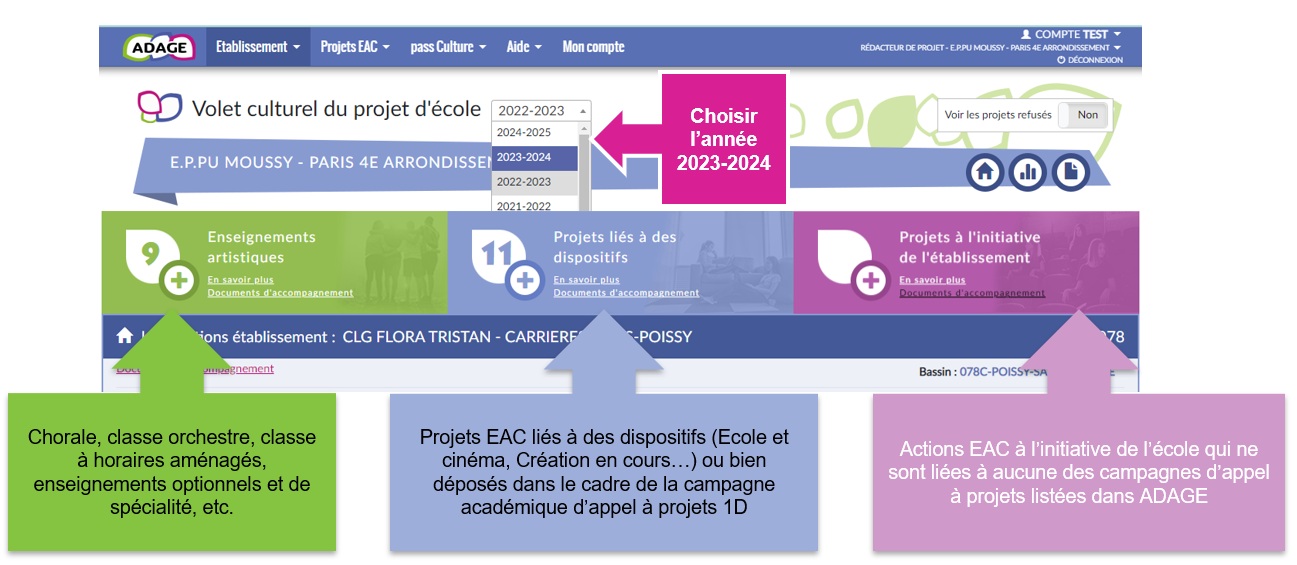 ADAGE
Etablissement
Projets EAC
pass Culture
Aide
Mon compte
COMPTE TEST
RÉDACTEUR DE PROJET - E.P.PU MOUSSY - PARIS 4E ARRONDISSEMENT
DÉCONNEXION
Volet culturel du projet d'école
2022-2023
2024-2025
2023-2024
2022-2023
2021-2022
Choisir
l'année
2023-2024
Voir les projets refusés
Non
E.P.PU MOUSSY - PARIS 4E ARRONDISSEM
9
Enseignements
artistiques
En savoir plus
Documents d'accompagnement
11
Projets liés à des
dispositifs
En savoir plus
Documents d'accompagnement
Projets à l'initiative
de l'établissement
En savoir plus
Documents d'accompagnement
ions établissement : CLG FLORA TRISTAN - CARRIERES S-POISSY
078
Bassin : 078C-POISSY-SA
Chorale, classe orchestre, classe
à horaires aménagés,
enseignements optionnels et de
spécialité, etc.
Projets EAC liés à des dispositifs (Ecole et
cinéma, Création en cours…) ou bien
déposés dans le cadre de la campagne
académique d'appel à projets 1D
Actions EAC à l'initiative de l'école qui ne
sont liées à aucune des campagnes d'appel
à projets listées dans ADAGE